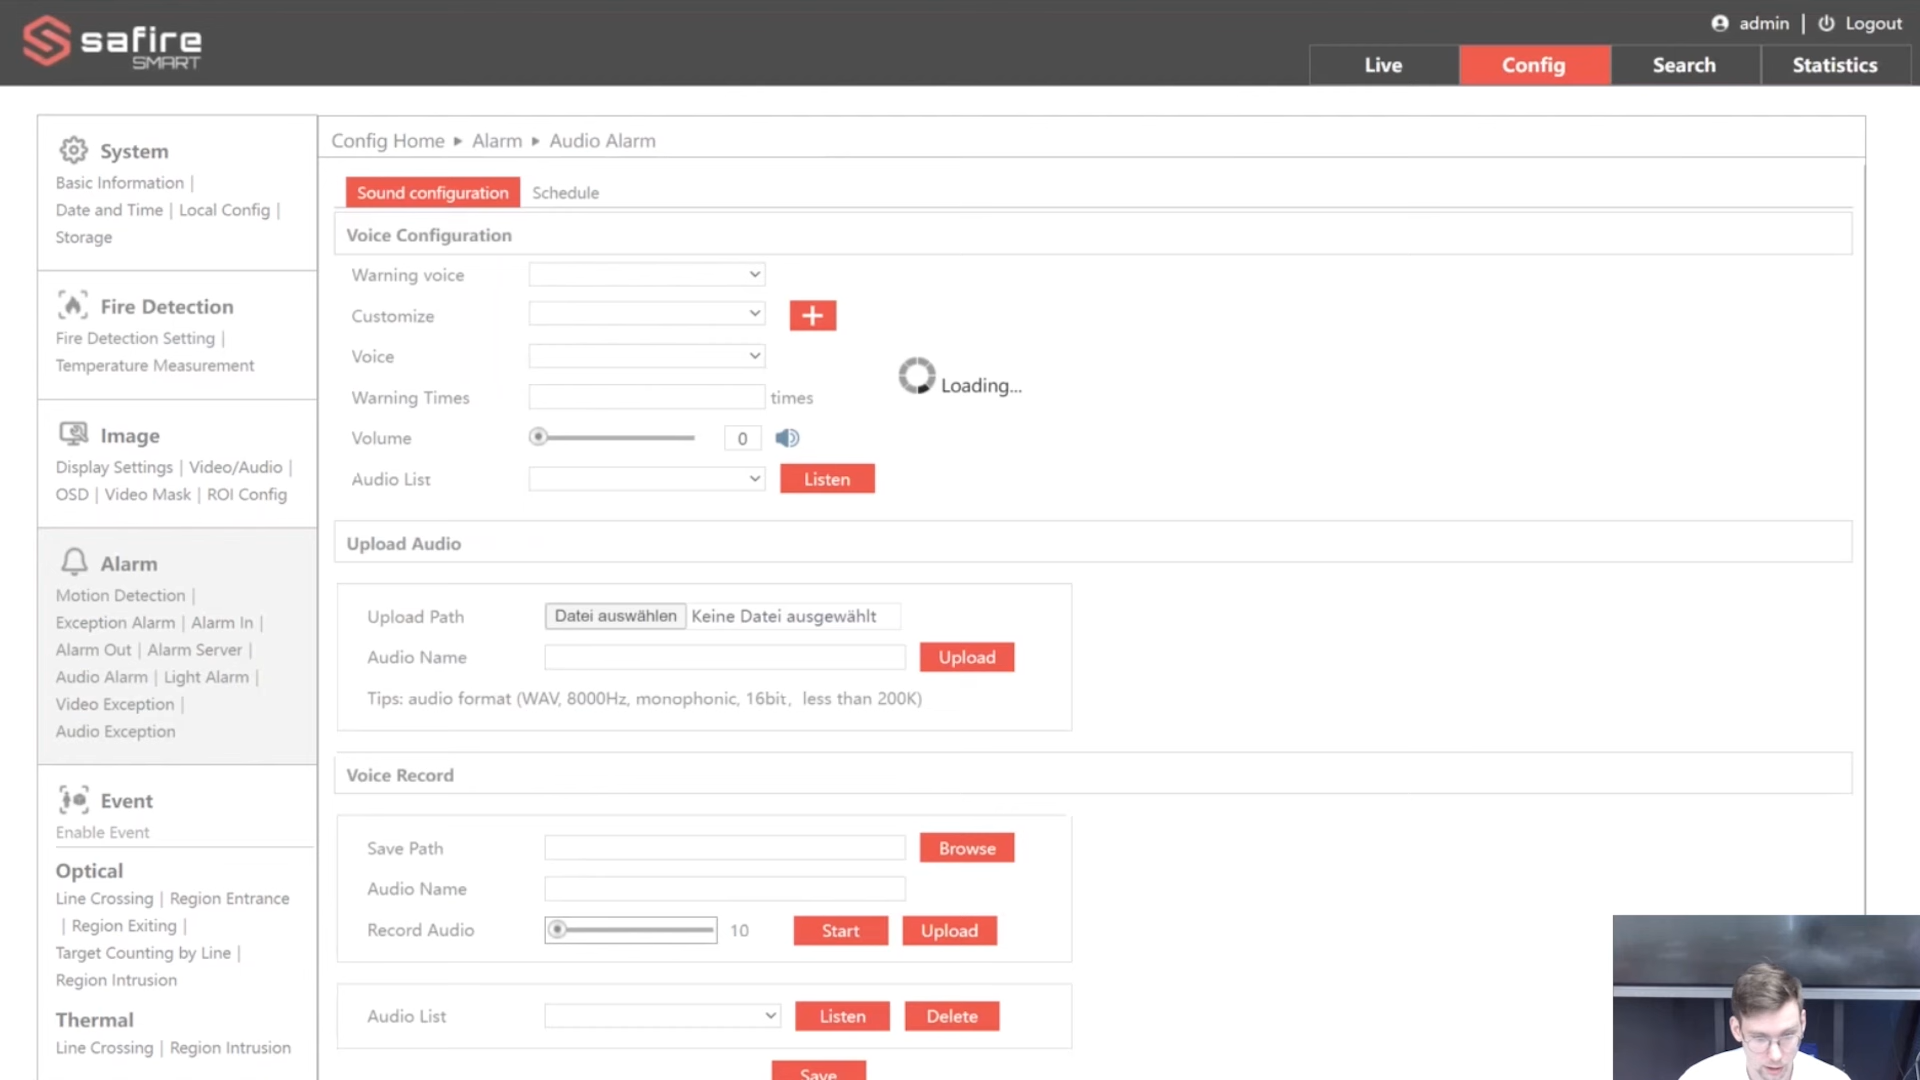 safire
SMART
admin | Logout
Live Config Search Statistics
System
Basic Information |
Date and Time | Local Config |
Storage
Fire Detection
Fire Detection Setting |
Temperature Measurement
Image
Display Settings | Video/Audio |
OSD | Video Mask | ROI Config
Alarm
Motion Detection |
Exception Alarm | Alarm In |
Alarm Out | Alarm Server |
Audio Alarm | Light Alarm |
Video Exception |
Audio Exception
Event
Enable Event
Optical
Line Crossing | Region Entrance
| Region Exiting |
Target Counting by Line |
Region Intrusion
Thermal
Line Crossing | Region Intrusion
Config Home ▸ Alarm ▸ Audio Alarm
Sound configuration Schedule
Voice Configuration
Warning voice
Customize +
Voice
Loading...
Warning Times times
Volume 0
Audio List Listen
Upload Audio
Upload Path Datei auswählen Keine Datei ausgewählt
Audio Name Upload
Tips: audio format (WAV, 8000Hz, monophonic, 16bit, less than 200K)
Voice Record
Save Path Browse
Audio Name
Record Audio 10 Start Upload
Audio List Listen Delete
Save